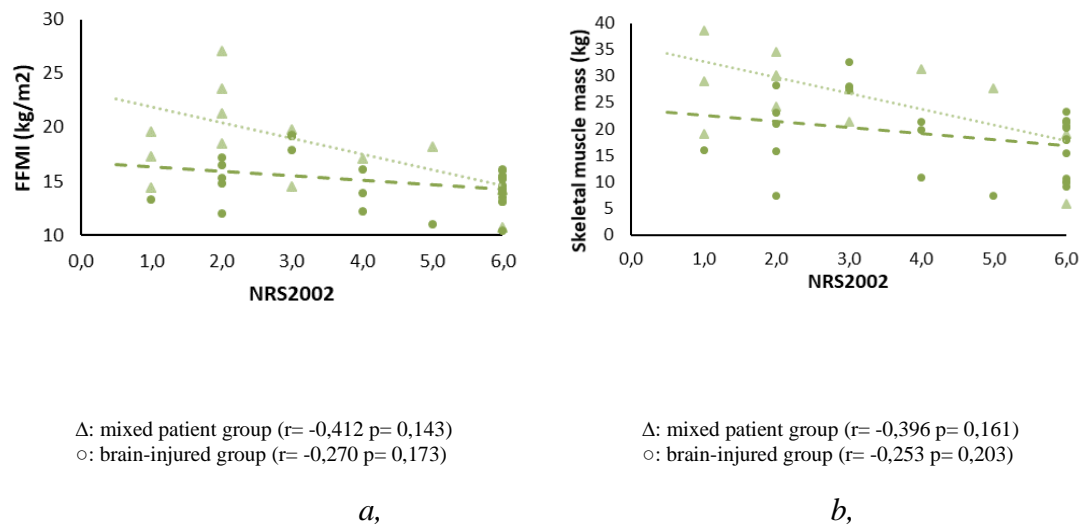 30
25
20
15
10
FFMI (kg/m2)
0,0 1,0 2,0 3,0 4,0 5,0 6,0
NRS2002
40
35
30
25
20
15
10
5
0
Skeletal muscle mass (kg)
0,0 1,0 2,0 3,0 4,0 5,0 6,0
NRS2002
Δ: mixed patient group (r= -0,412 p= 0,143)
○: brain-injured group (r= -0,270 p= 0,173)
a,
Δ: mixed patient group (r= -0,396 p= 0,161)
○: brain-injured group (r= -0,253 p= 0,203)
b,